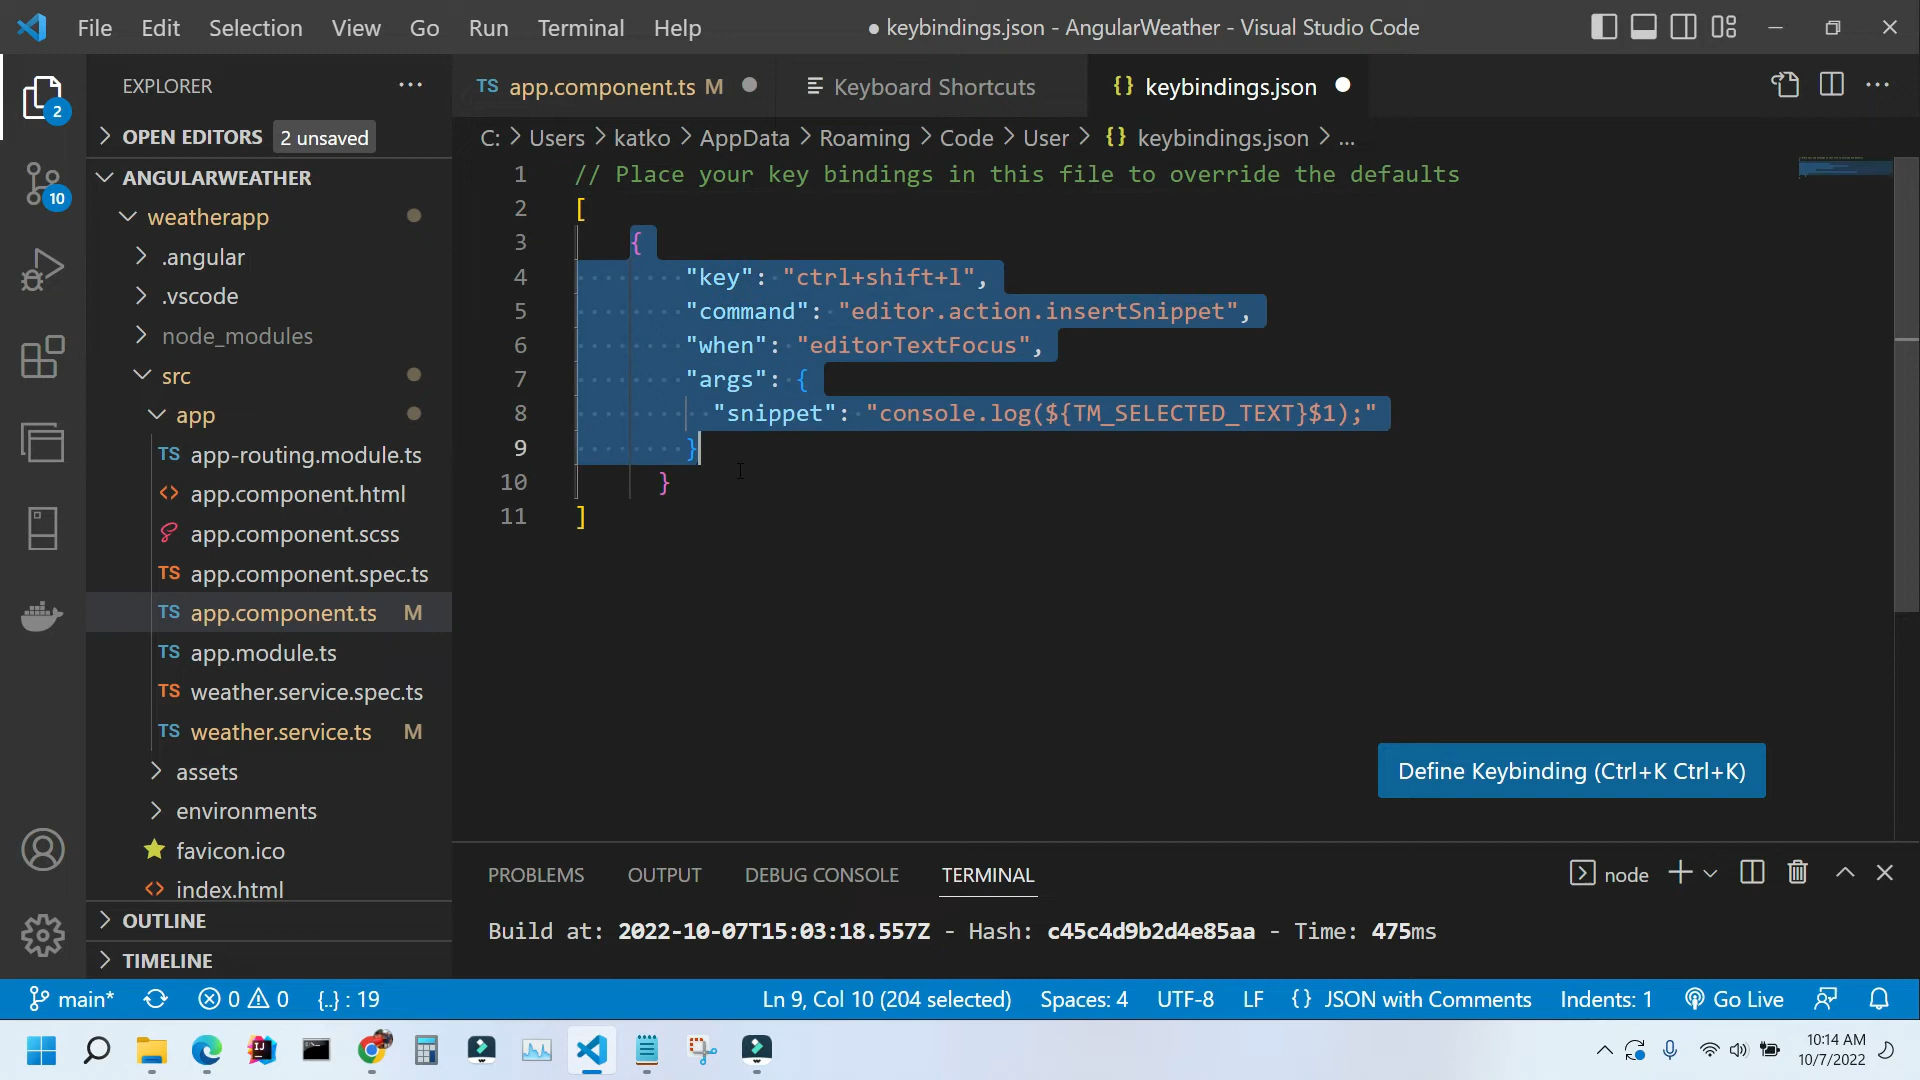 File Edit Selection View Go Run Terminal Help
● keybindings.json - AngularWeather - Visual Studio Code
EXPLORER
TS app.component.ts M
Keyboard Shortcuts
{} keybindings.json
2
OPEN EDITORS 2 unsaved
C: > Users > katko > AppData > Roaming > Code > User > {} keybindings.json > ...
10
ANGULARWEATHER
weatherapp
.angular
.vscode
node_modules
src
app
TS app-routing.module.ts
<> app.component.html
app.component.scss
TS app.component.spec.ts
TS app.component.ts M
TS app.module.ts
TS weather.service.spec.ts
TS weather.service.ts M
assets
environments
favicon.ico
<> index.html
OUTLINE
TIMELINE
1 // Place your key bindings in this file to override the defaults
2 [
3 {
4 "key": "ctrl+shift+l",
5 "command": "editor.action.insertSnippet",
6 "when": "editorTextFocus",
7 "args": {
8 "snippet": "console.log(${TM_SELECTED_TEXT}$1);"
9 }
10 }
11 ]
Define Keybinding (Ctrl+K Ctrl+K)
PROBLEMS OUTPUT DEBUG CONSOLE TERMINAL
node
Build at: 2022-10-07T15:03:18.557Z - Hash: c45c4d9b2d4e85aa - Time: 475ms
main* 0 0 {..} : 19
Ln 9, Col 10 (204 selected) Spaces: 4 UTF-8 LF {} JSON with Comments Indents: 1 Go Live
IJ
10:14 AM
10/7/2022